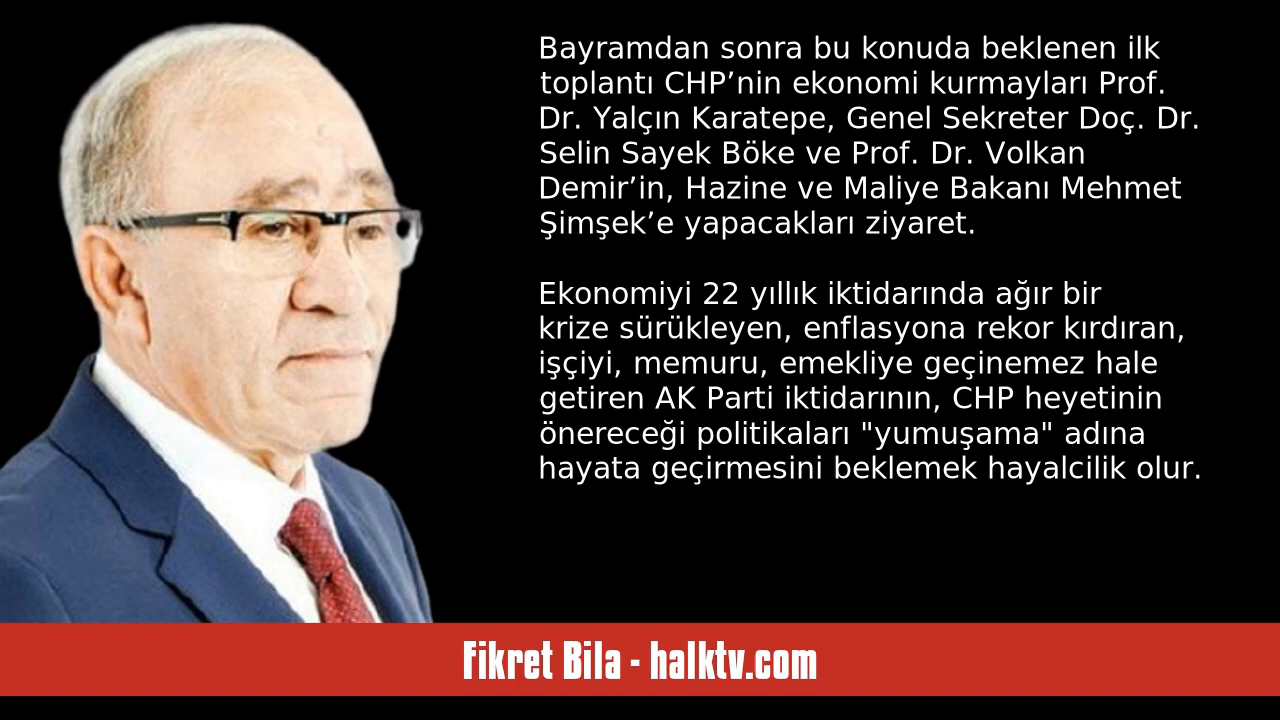 Bayramdan sonra bu konuda beklenen ilk
toplantı CHP’nin ekonomi kurmayları Prof.
Dr. Yalçın Karatepe, Genel Sekreter Doç. Dr.
Selin Sayek Böke ve Prof. Dr. Volkan
Demir’in, Hazine ve Maliye Bakanı Mehmet
Şimşek’e yapacakları ziyaret.
Ekonomiyi 22 yıllık iktidarında ağır bir
krize sürükleyen, enflasyona rekor kırdıran,
işçiyi, memuru, emekliye geçinemez hale
getiren AK Parti iktidarının, CHP heyetinin
önereceği politikaları "yumuşama" adına
hayata geçirmesini beklemek hayalcilik olur.
Fikret Bila - halktv.com